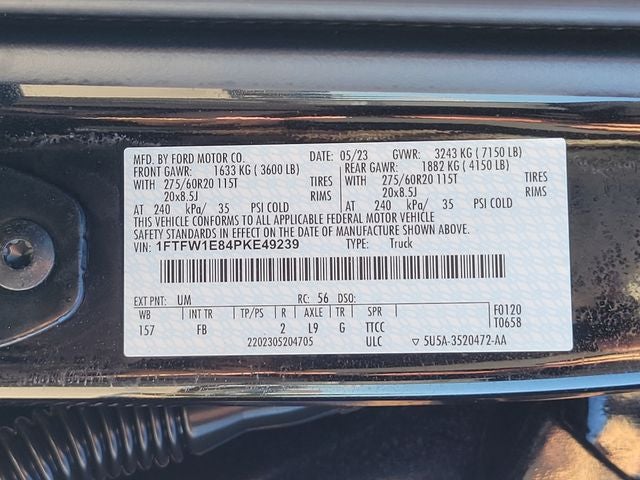 MFD. BY FORD MOTOR CO. DATE: 05/23 GVWR: 3243 KG ( 7150 LB)
FRONT GAWR: 1633 KG ( 3600 LB) REAR GAWR: 1882 KG ( 4150 LB)
WITH 275/60R20 115T TIRES WITH 275/60R20 115T TIRES
20x8.5J 20x8.5J
AT 240 kPa/ 35 PSI COLD AT 240 kPa/ 35 PSI COLD
THIS VEHICLE CONFORMS TO ALL APPLICABLE FEDERAL MOTOR VEHICLE
SAFETY STANDARDS IN EFFECT ON THE DATE OF MANUFACTURE SHOWN ABOVE.
VIN: 1FTFW1E84PKE49239 TYPE: Truck
EXT PNT: UM RC: 56 DSO:
WB INT TR TP/PS R AXLE TR SPR F0120
157 FB 2 L9 G TTCC T0658
2202305204705 ULC ▽ 5U5A-3520472-AA